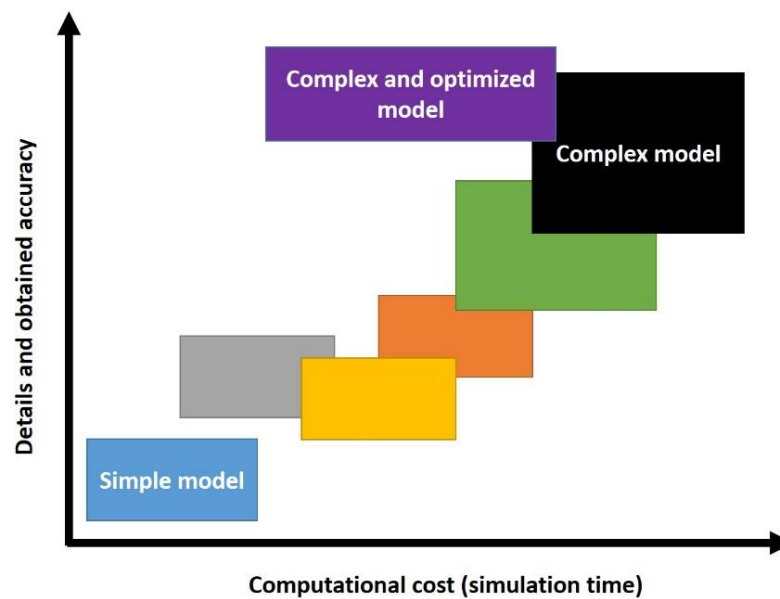 Complex and optimized
model
Complex model
Simple model
Details and obtained accuracy
Computational cost (simulation time)